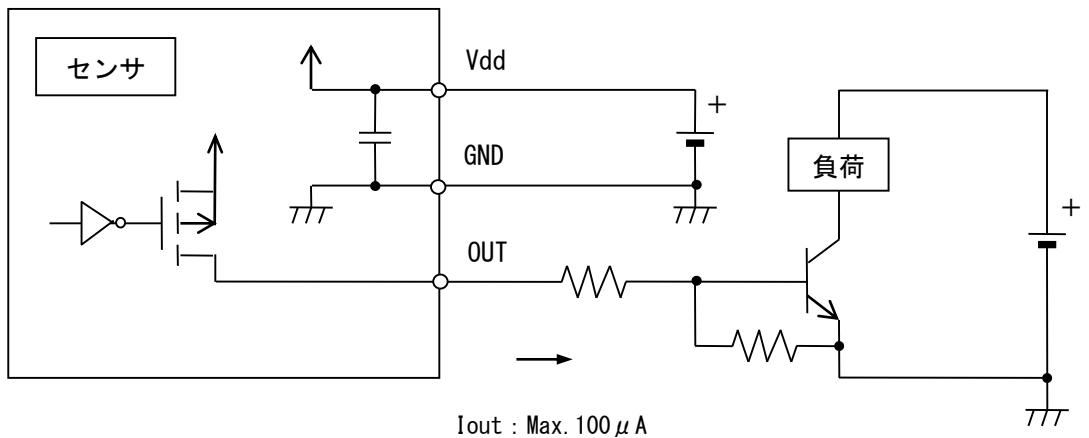 センサ
Vdd
+
GND
負荷
+
OUT
Iout : Max. 100μA